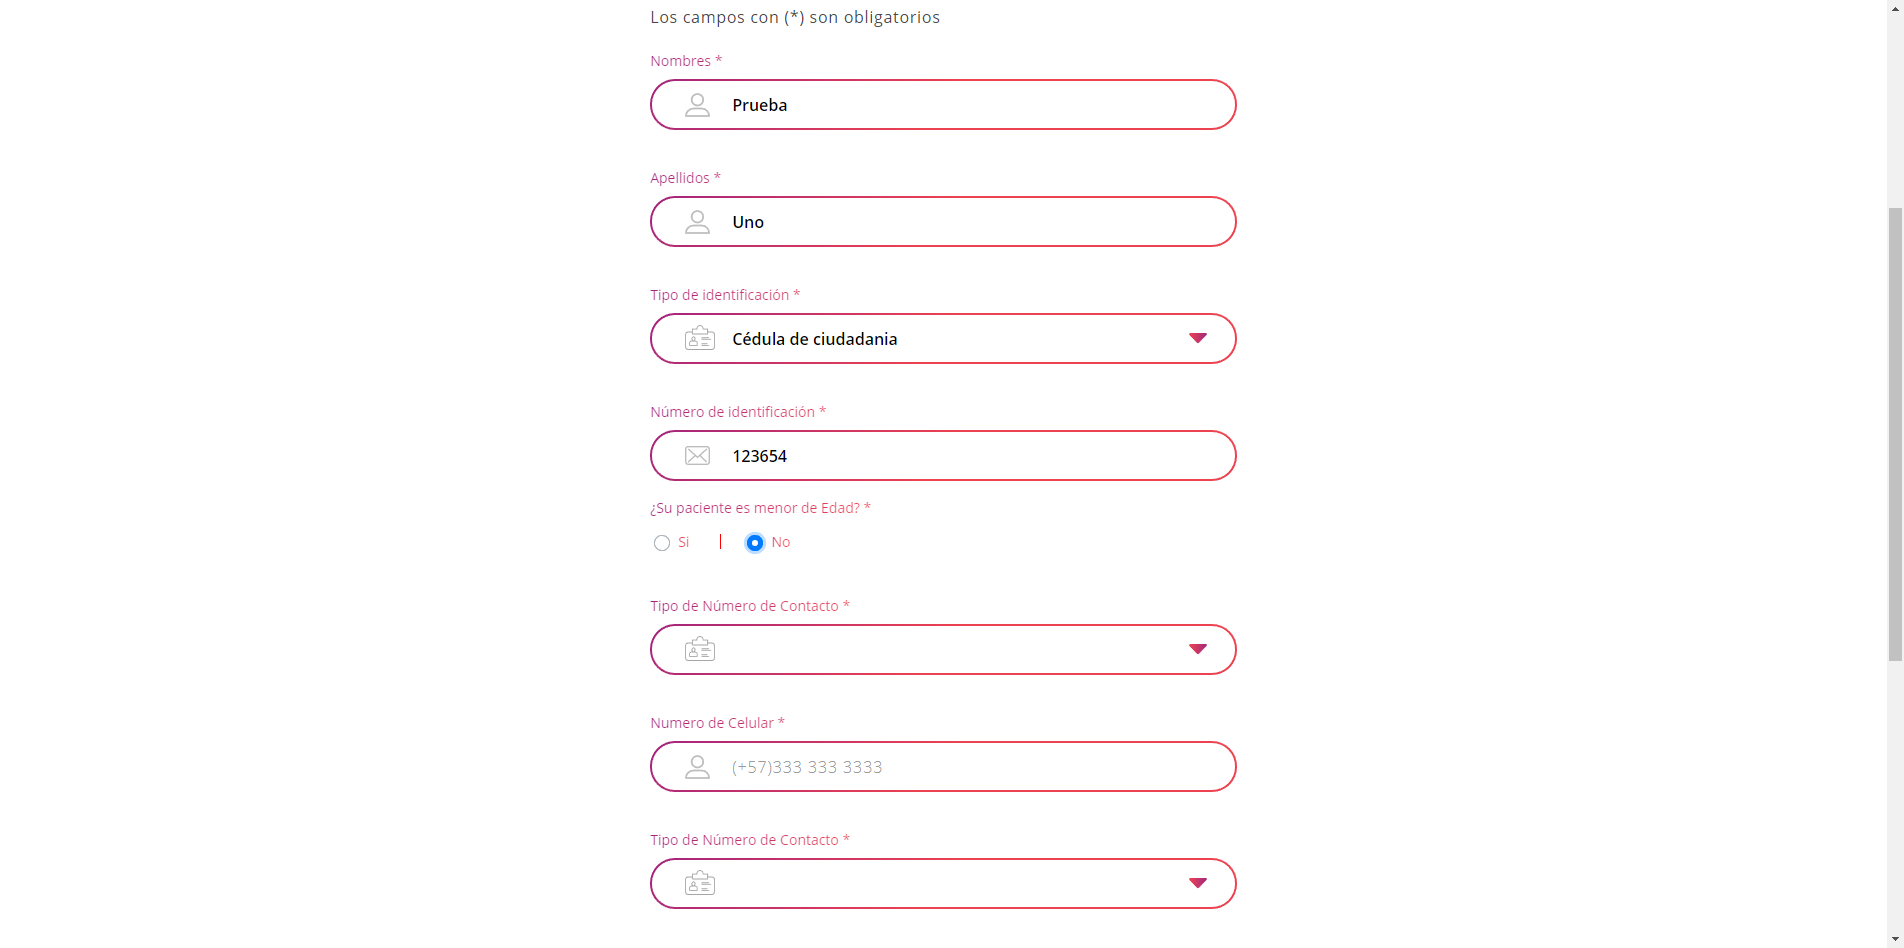 Los campos con (*) son obligatorios
Nombres *
Prueba
Apellidos *
Uno
Tipo de identificación *
Cédula de ciudadania
Número de identificación *
123654
¿Su paciente es menor de Edad? *
Si | No
Tipo de Número de Contacto *
Numero de Celular *
(+57)333 333 3333
Tipo de Número de Contacto *